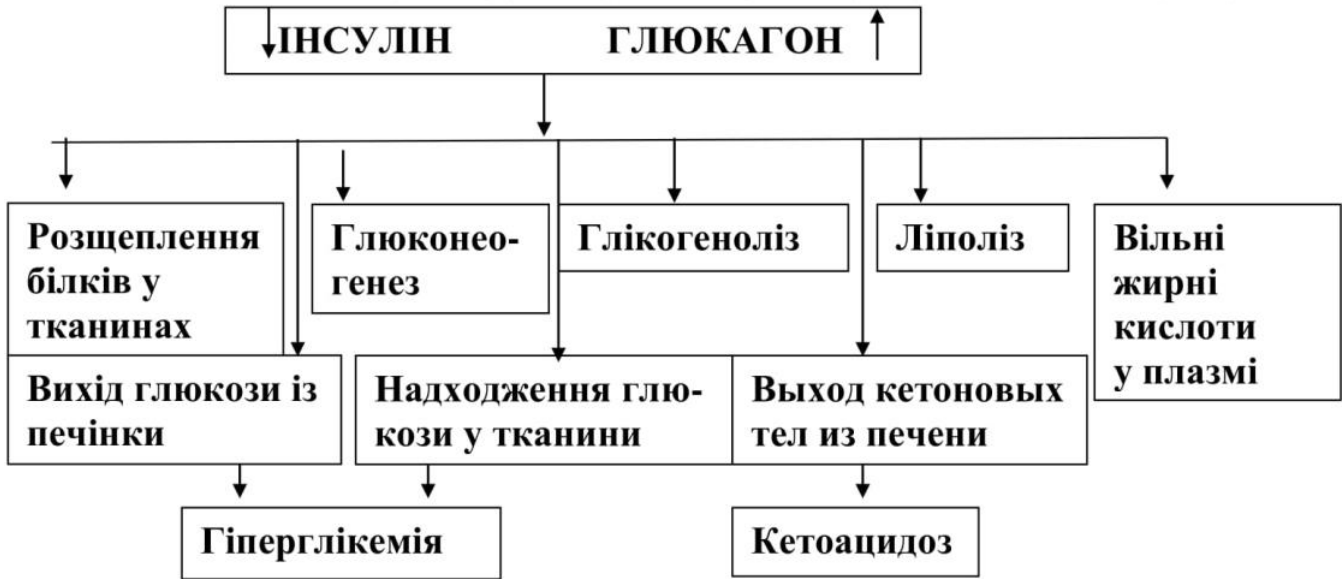 ІНСУЛІН ГЛЮКАГОН
Розщеплення
білків у
тканинах
Глюконео-
генез
Глікогеноліз
Ліполіз
Вільні
жирні
кислоти
у плазмі
Вихід глюкози із
печінки
Надходження глю-
кози у тканини
Выход кетоновых
тел из печени
Гіперглікемія
Кетоацидоз